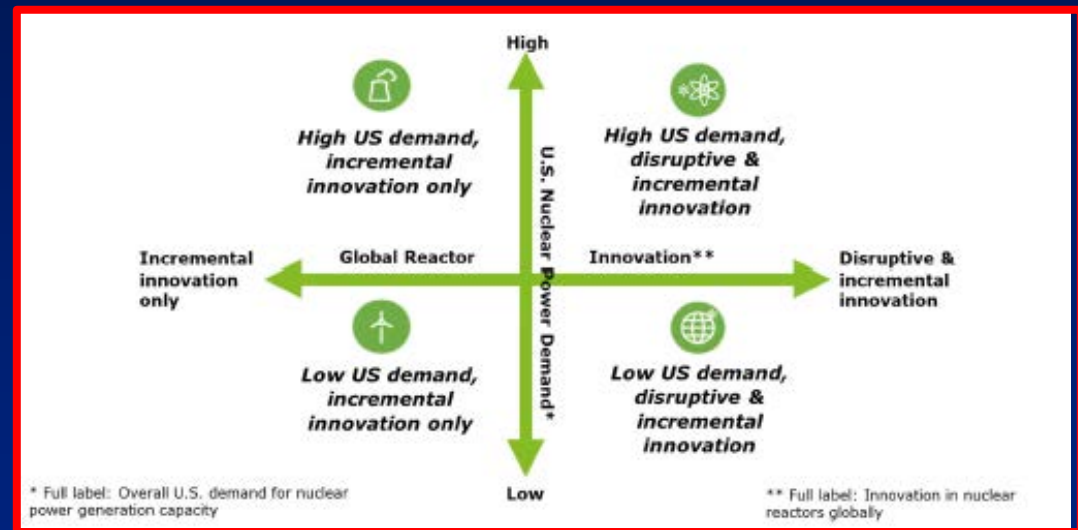 High
High US demand,
incremental
innovation only
High US demand,
disruptive &
incremental
innovation
U.S. Nuclear Power Demand*
Incremental
innovation
only
Global Reactor Innovation**
Disruptive &
incremental
innovation
Low US demand,
incremental
innovation only
Low US demand,
disruptive &
incremental
innovation
Low
* Full label: Overall U.S. demand for nuclear
power generation capacity
** Full label: Innovation in nuclear
reactors globally